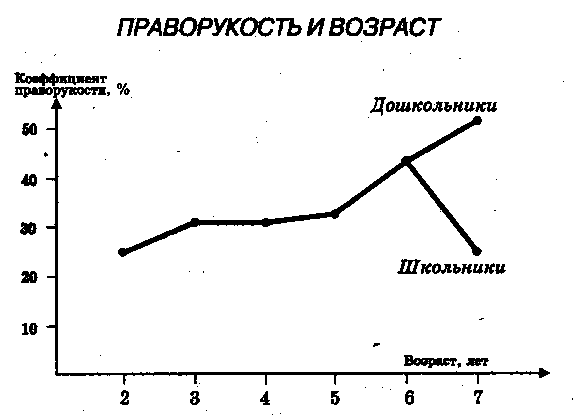 ПРАВОРУКОСТЬ И ВОЗРАСТ
Коэффициент
праворукости, %
Дошкольники
50
40
30
20
10
Школьники
Возраст, лет
2 3 4 5 6 7